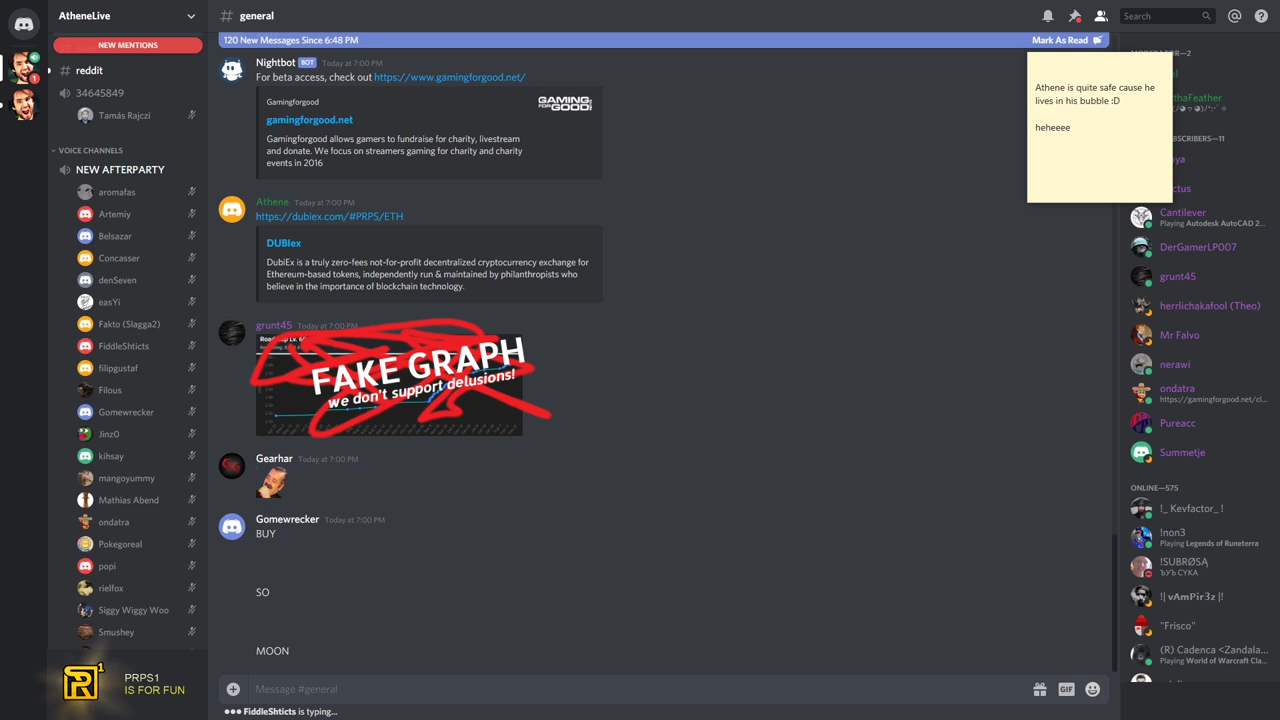 AtheneLive
NEW MENTIONS
# reddit
34645849
Tamás Rajczi
VOICE CHANNELS
NEW AFTERPARTY
aromafas
Artemiy
Belsazar
Concasser
denSeven
easYi
Fakto (Slagga2)
FiddleShticts
filipgustaf
Filous
Gomewrecker
Jinz0
kihsay
mangoyummy
Mathias Abend
ondatra
Pokegoreal
popi
rielfox
Siggy Wiggy Woo
Smushey
PRPS1
IS FOR FUN
# general
Search
120 New Messages Since 6:48 PM
Mark As Read
Nightbot BOT Today at 7:00 PM
For beta access, check out https://www.gamingforgood.net/
Gamingforgood
GAMING
FOR GOOD
gamingforgood.net
Gamingforgood allows gamers to fundraise for charity, livestream
and donate. We focus on streamers gaming for charity and charity
events in 2016
Athene Today at 7:00 PM
https://dubiex.com/#PRPS/ETH
DUBIex
DubiEx is a truly zero-fees not-for-profit decentralized cryptocurrency exchange for
Ethereum-based tokens, independently run & maintained by philanthropists who
believe in the importance of blockchain technology.
grunt45 Today at 7:00 PM
FAKE GRAPH
we don't support delusions!
Gearhar Today at 7:00 PM
Gomewrecker Today at 7:00 PM
BUY
SO
MOON
Message #general
GIF
FiddleShticts is typing...
Athene is quite safe cause he
lives in his bubble :D
heheeee
Cantilever
Playing Autodesk AutoCAD 2...
DerGamerLP007
grunt45
herrlichakafool (Theo)
Mr Falvo
nerawi
ondatra
https://gamingforgood.net/cl...
Pureacc
Summetje
ONLINE—575
!_ Kevfactor_ !
!non3
Playing Legends of Runeterra
!SUBRØSĄ
ЪУЪ СУКА
!| vAmPir3z |!
"Frisco"
(R) Cadenca <Zandala...
Playing World of Warcraft Cla...